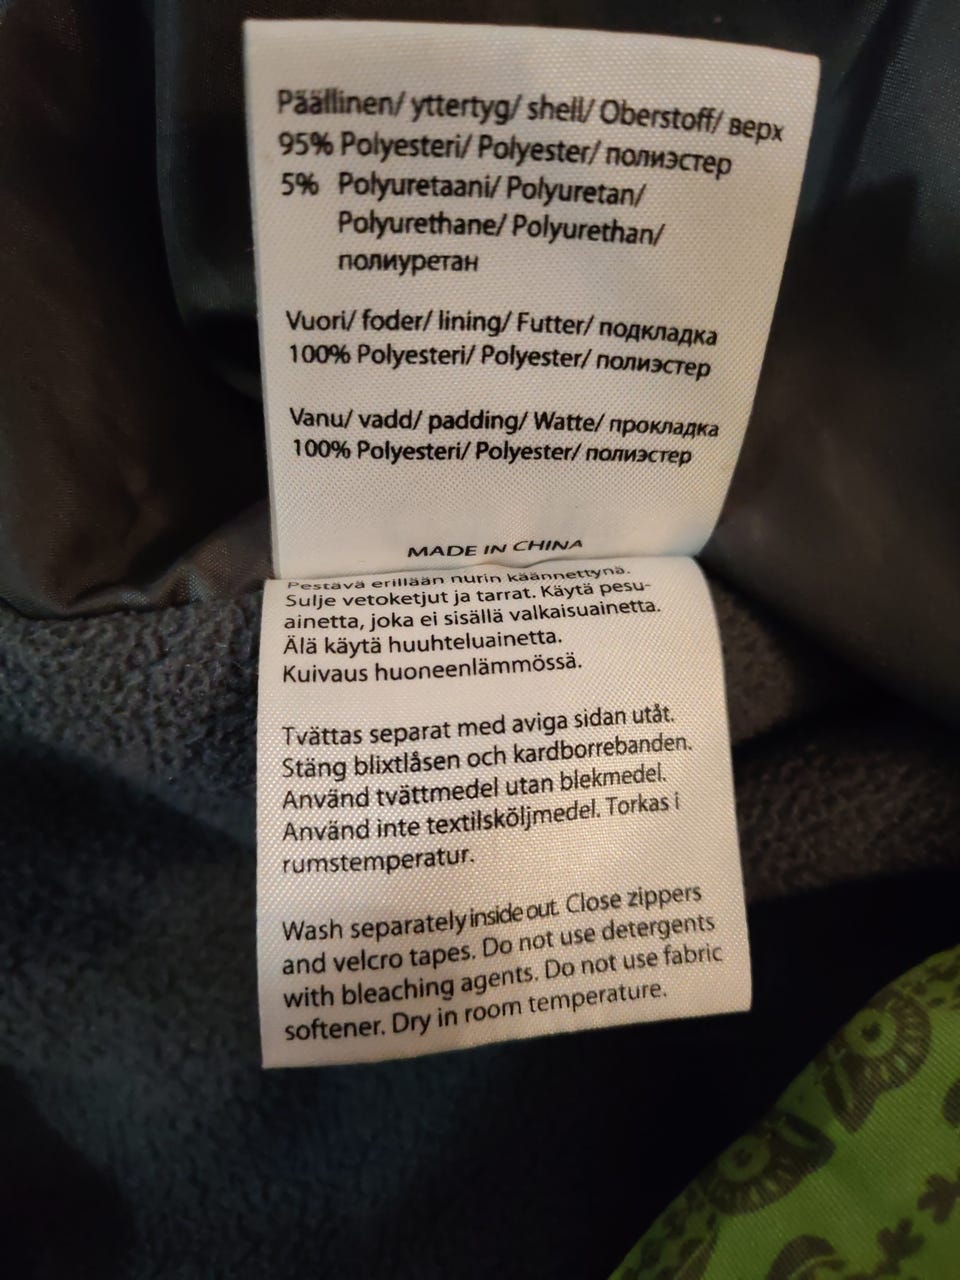 Päällinen/ yttertyg/ shell/ Oberstoff/ верх
95% Polyesteri/ Polyester/ полиэстер
5% Polyuretaani/ Polyuretan/
Polyurethane/ Polyurethan/
полиуретан
Vuori/ foder/ lining/ Futter/ подкладка
100% Polyesteri/ Polyester/ полиэстер
Vanu/ vadd/ padding/ Watte/ прокладка
100% Polyesteri/ Polyester/ полиэстер
MADE IN CHINA
Pestävä erillään nurin käännettynä.
Sulje vetoketjut ja tarrat. Käytä pesu-
ainetta, joka ei sisällä valkaisuainetta.
Älä käytä huuhteluainetta.
Kuivaus huoneenlämmössä.
Tvättas separat med aviga sidan utåt.
Stäng blixtlåsen och kardborrebanden.
Använd tvättmedel utan blekmedel.
Använd inte textilsköljmedel. Torkas i
rumstemperatur.
Wash separately inside out. Close zippers
and velcro tapes. Do not use detergents
with bleaching agents. Do not use fabric
softener. Dry in room temperature.